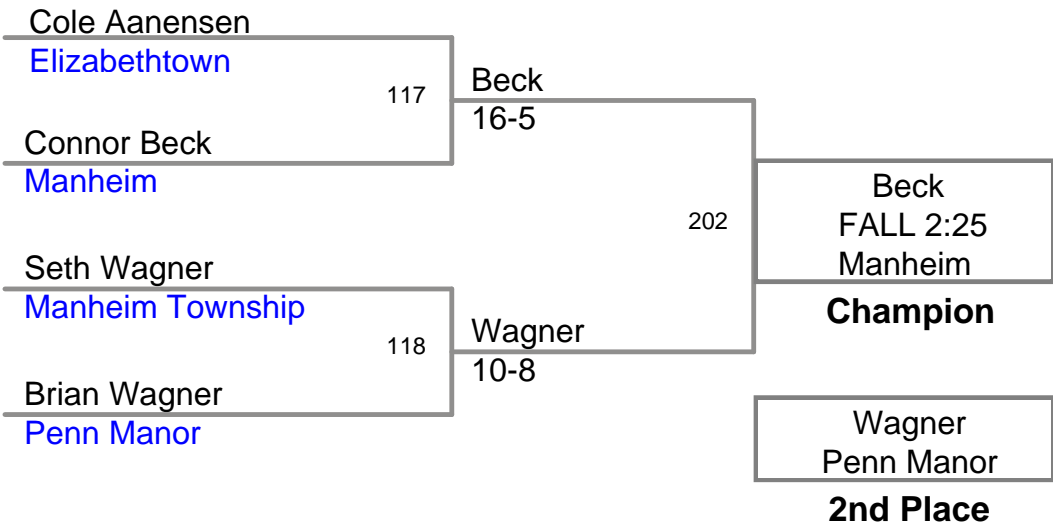 Cole Aanensen
Elizabethtown
117
Beck
16-5
Connor Beck
Manheim
202
Beck
FALL 2:25
Manheim
Champion
Seth Wagner
Manheim Township
118
Wagner
10-8
Brian Wagner
Penn Manor
Wagner
Penn Manor
2nd Place